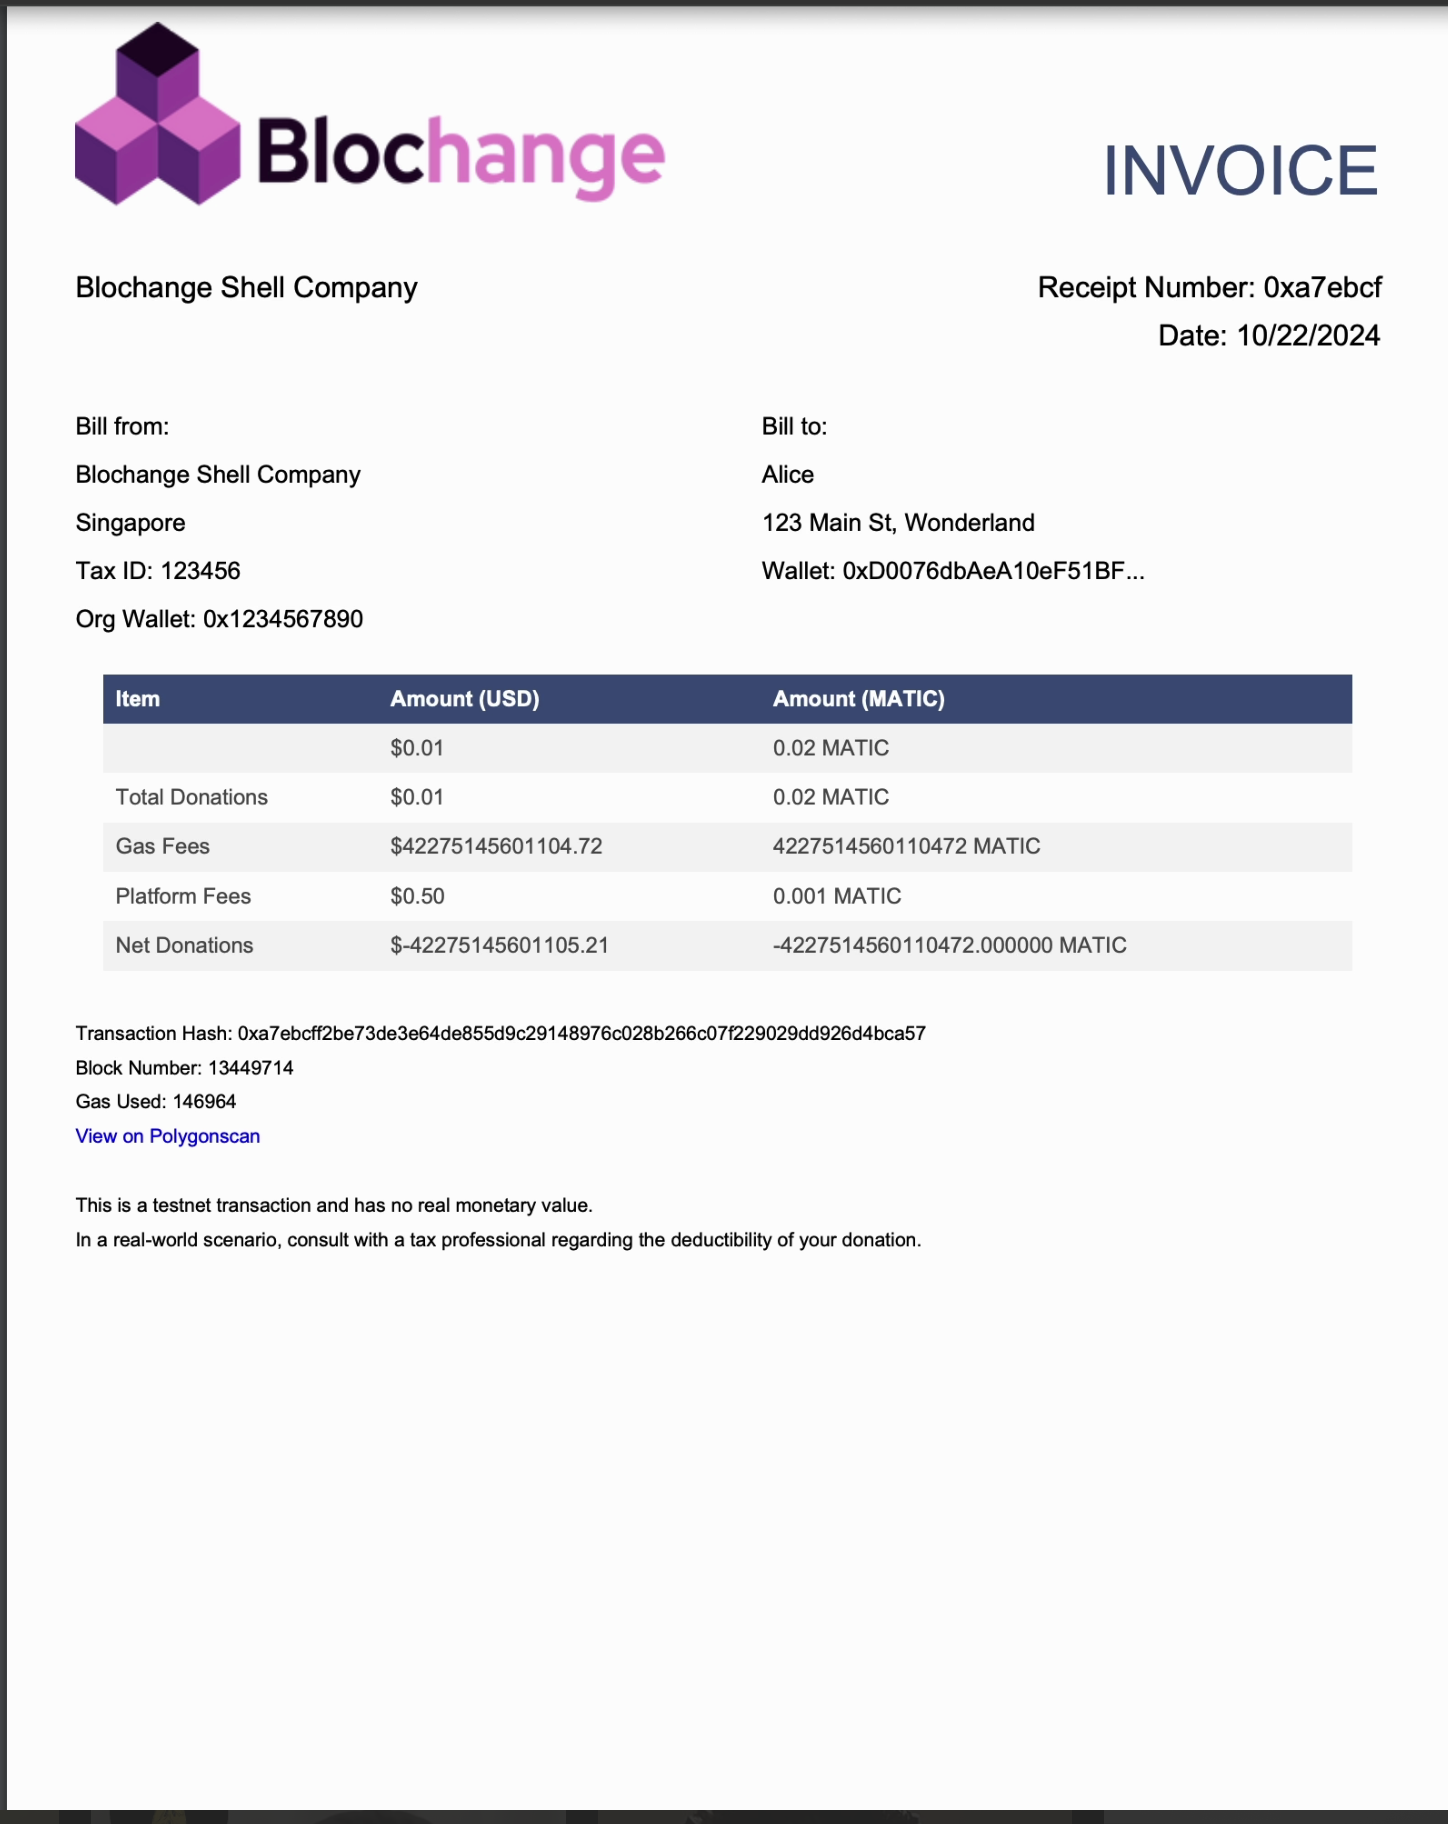 Blochange
INVOICE
Blochange Shell Company
Receipt Number: 0xa7ebcf
Date: 10/22/2024
Bill from:
Blochange Shell Company
Singapore
Tax ID: 123456
Org Wallet: 0x1234567890
Bill to:
Alice
123 Main St, Wonderland
Wallet: 0xD0076dbAeA10eF51BF...
Item Amount (USD) Amount (MATIC)
$0.01 0.02 MATIC
Total Donations $0.01 0.02 MATIC
Gas Fees $42275145601104.72 4227514560110472 MATIC
Platform Fees $0.50 0.001 MATIC
Net Donations $-42275145601105.21 -4227514560110472.000000 MATIC
Transaction Hash: 0xa7ebcff2be73de3e64de855d9c29148976c028b266c07f229029dd926d4bca57
Block Number: 13449714
Gas Used: 146964
View on Polygonscan
This is a testnet transaction and has no real monetary value.
In a real-world scenario, consult with a tax professional regarding the deductibility of your donation.